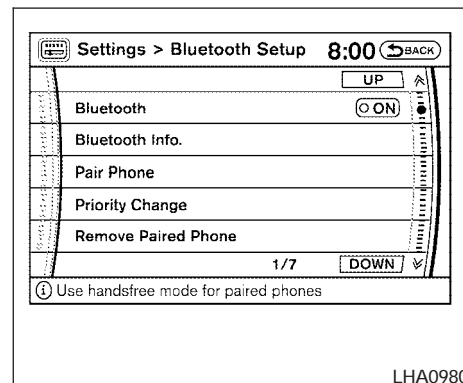 Settings > Bluetooth Setup 8:00 BACK
UP
Bluetooth ON
Bluetooth Info.
Pair Phone
Priority Change
Remove Paired Phone
1/7 DOWN
i Use handsfree mode for paired phones
LHA0980